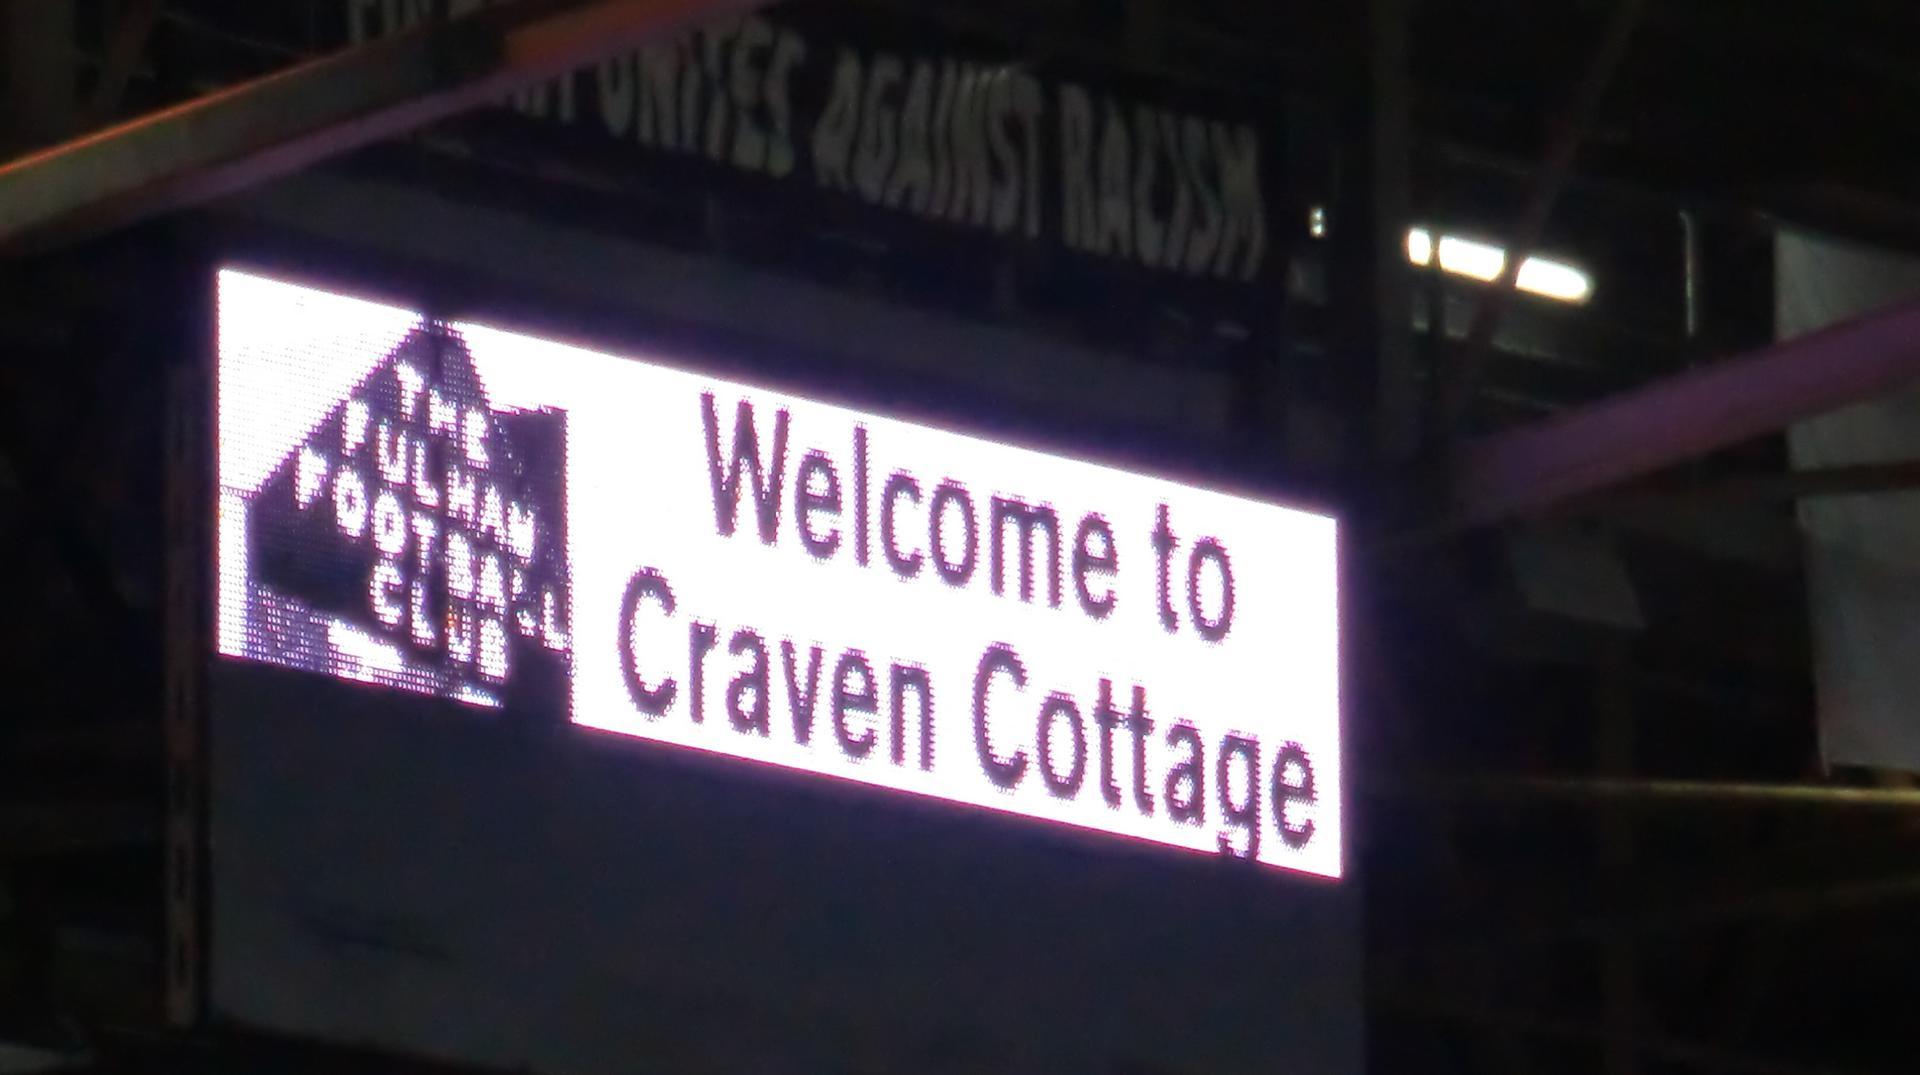 UNITES AGAINST RACISM
THE
FULHAM
FOOTBALL
CLUB
Welcome to
Craven Cottage